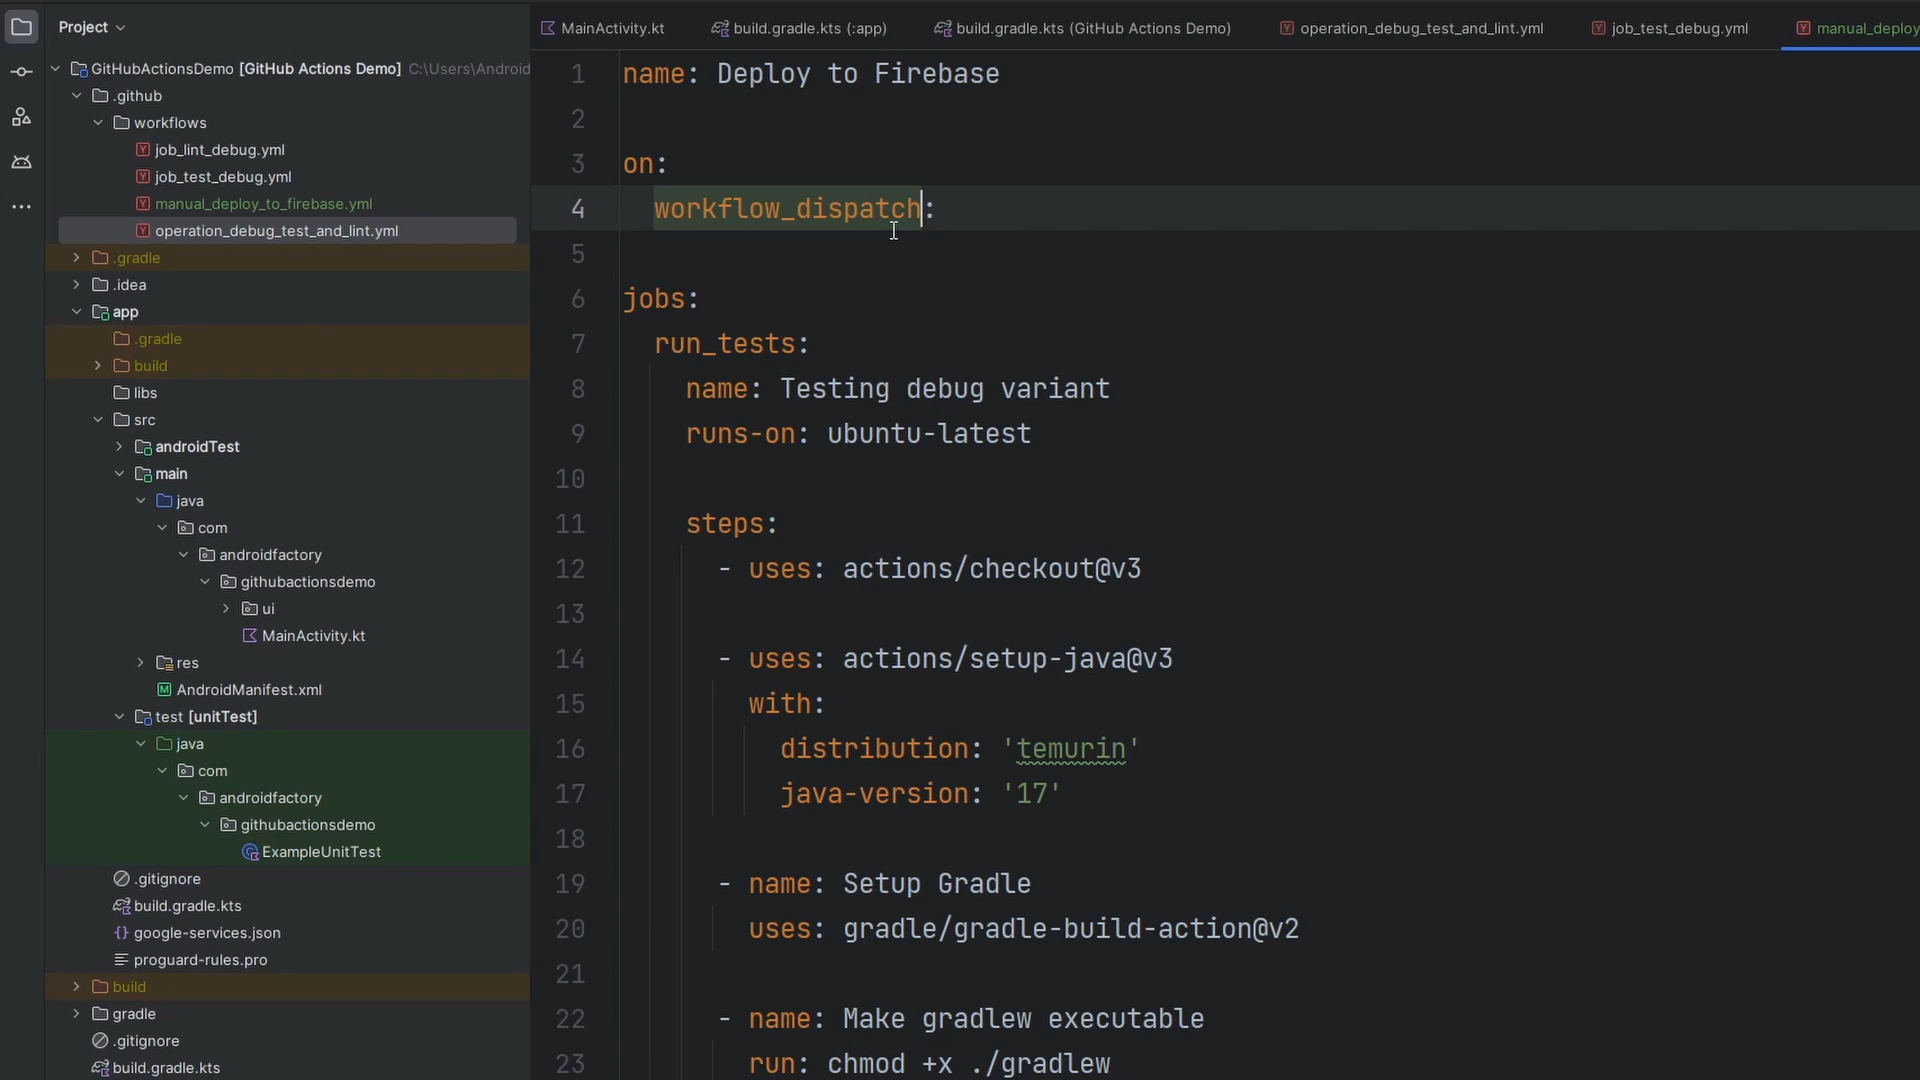 Project
GitHubActionsDemo [GitHub Actions Demo] C:\Users\Android
.github
workflows
job_lint_debug.yml
job_test_debug.yml
manual_deploy_to_firebase.yml
operation_debug_test_and_lint.yml
.gradle
.idea
app
.gradle
build
libs
src
androidTest
main
java
com
androidfactory
githubactionsdemo
ui
MainActivity.kt
res
AndroidManifest.xml
test [unitTest]
java
com
androidfactory
githubactionsdemo
ExampleUnitTest
.gitignore
build.gradle.kts
google-services.json
proguard-rules.pro
build
gradle
.gitignore
build.gradle.kts
MainActivity.kt build.gradle.kts (:app) build.gradle.kts (GitHub Actions Demo) operation_debug_test_and_lint.yml job_test_debug.yml manual_deploy
1 name: Deploy to Firebase
2
3 on:
4 workflow_dispatch:
5
6 jobs:
7 run_tests:
8 name: Testing debug variant
9 runs-on: ubuntu-latest
10
11 steps:
12 - uses: actions/checkout@v3
13
14 - uses: actions/setup-java@v3
15 with:
16 distribution: 'temurin'
17 java-version: '17'
18
19 - name: Setup Gradle
20 uses: gradle/gradle-build-action@v2
21
22 - name: Make gradlew executable
23 run: chmod +x ./gradlew